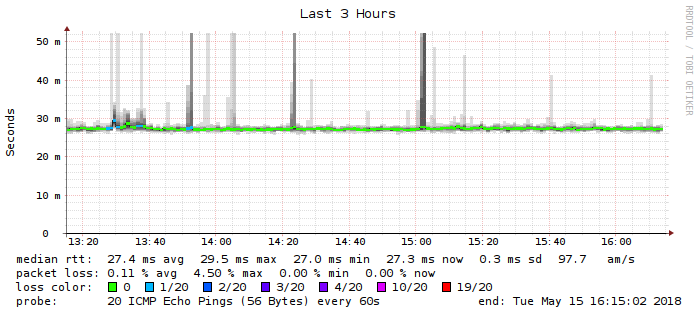 Last 3 Hours
RRDTOOL / TOBI OETIKER
Seconds
50 m
40 m
30 m
20 m
10 m
0
13:20 13:40 14:00 14:20 14:40 15:00 15:20 15:40 16:00
median rtt: 27.4 ms avg 29.5 ms max 27.0 ms min 27.3 ms now 0.3 ms sd 97.7 am/s
packet loss: 0.11 % avg 4.50 % max 0.00 % min 0.00 % now
loss color: 0 1/20 2/20 3/20 4/20 10/20 19/20
probe: 20 ICMP Echo Pings (56 Bytes) every 60s end: Tue May 15 16:15:02 2018